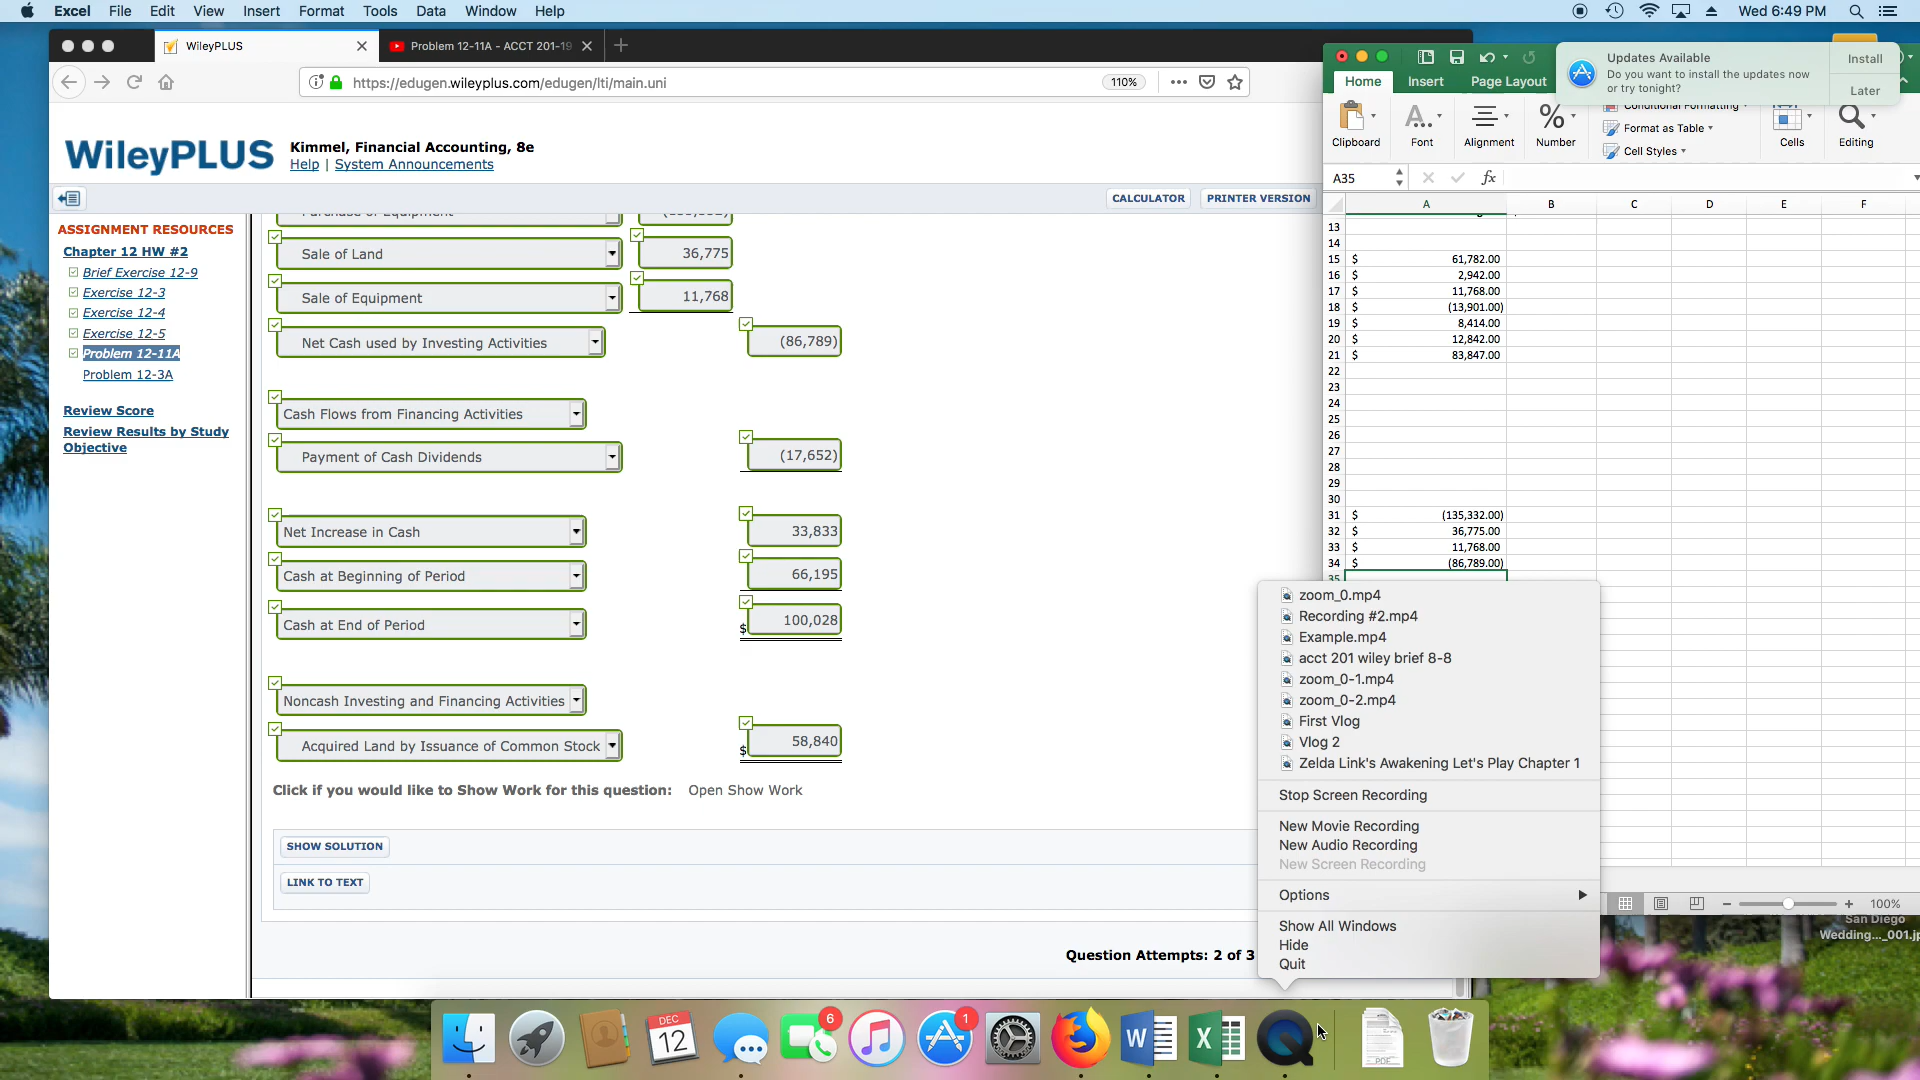 Excel File Edit View Insert Format Tools Data Window Help
Wed 6:49 PM
WileyPLUS
Problem 12-11A - ACCT 201-19
https://edugen.wileyplus.com/edugen/lti/main.uni
110%
WileyPLUS
Kimmel, Financial Accounting, 8e
Help | System Announcements
CALCULATOR
PRINTER VERSION
ASSIGNMENT RESOURCES
Chapter 12 HW #2
Brief Exercise 12-9
Exercise 12-3
Exercise 12-4
Exercise 12-5
Problem 12-11A
Problem 12-3A
Review Score
Review Results by Study
Objective
Purchase of Equipment
Sale of Land 36,775
Sale of Equipment 11,768
Net Cash used by Investing Activities (86,789)
Cash Flows from Financing Activities
Payment of Cash Dividends (17,652)
Net Increase in Cash 33,833
Cash at Beginning of Period 66,195
Cash at End of Period $ 100,028
Noncash Investing and Financing Activities
Acquired Land by Issuance of Common Stock $ 58,840
Click if you would like to Show Work for this question: Open Show Work
SHOW SOLUTION
LINK TO TEXT
Question Attempts: 2 of 3
Updates Available
Do you want to install the updates now
or try tonight?
Install
Later
Home Insert Page Layout
Clipboard
Font
Alignment
Number
Conditional Formatting
Format as Table
Cell Styles
Cells
Editing
A35
fx
A B C D E F
13
14
15 $ 61,782.00
16 $ 2,942.00
17 $ 11,768.00
18 $ (13,901.00)
19 $ 8,414.00
20 $ 12,842.00
21 $ 83,847.00
22
23
24
25
26
27
28
29
30
31 $ (135,332.00)
32 $ 36,775.00
33 $ 11,768.00
34 $ (86,789.00)
35
zoom_0.mp4
Recording #2.mp4
Example.mp4
acct 201 wiley brief 8-8
zoom_0-1.mp4
zoom_0-2.mp4
First Vlog
Vlog 2
Zelda Link's Awakening Let's Play Chapter 1
Stop Screen Recording
New Movie Recording
New Audio Recording
New Screen Recording
Options
Show All Windows
Hide
Quit
100%
San Diego
Wedding..._001.jp
DEC
12
6
1
W
X
PDF